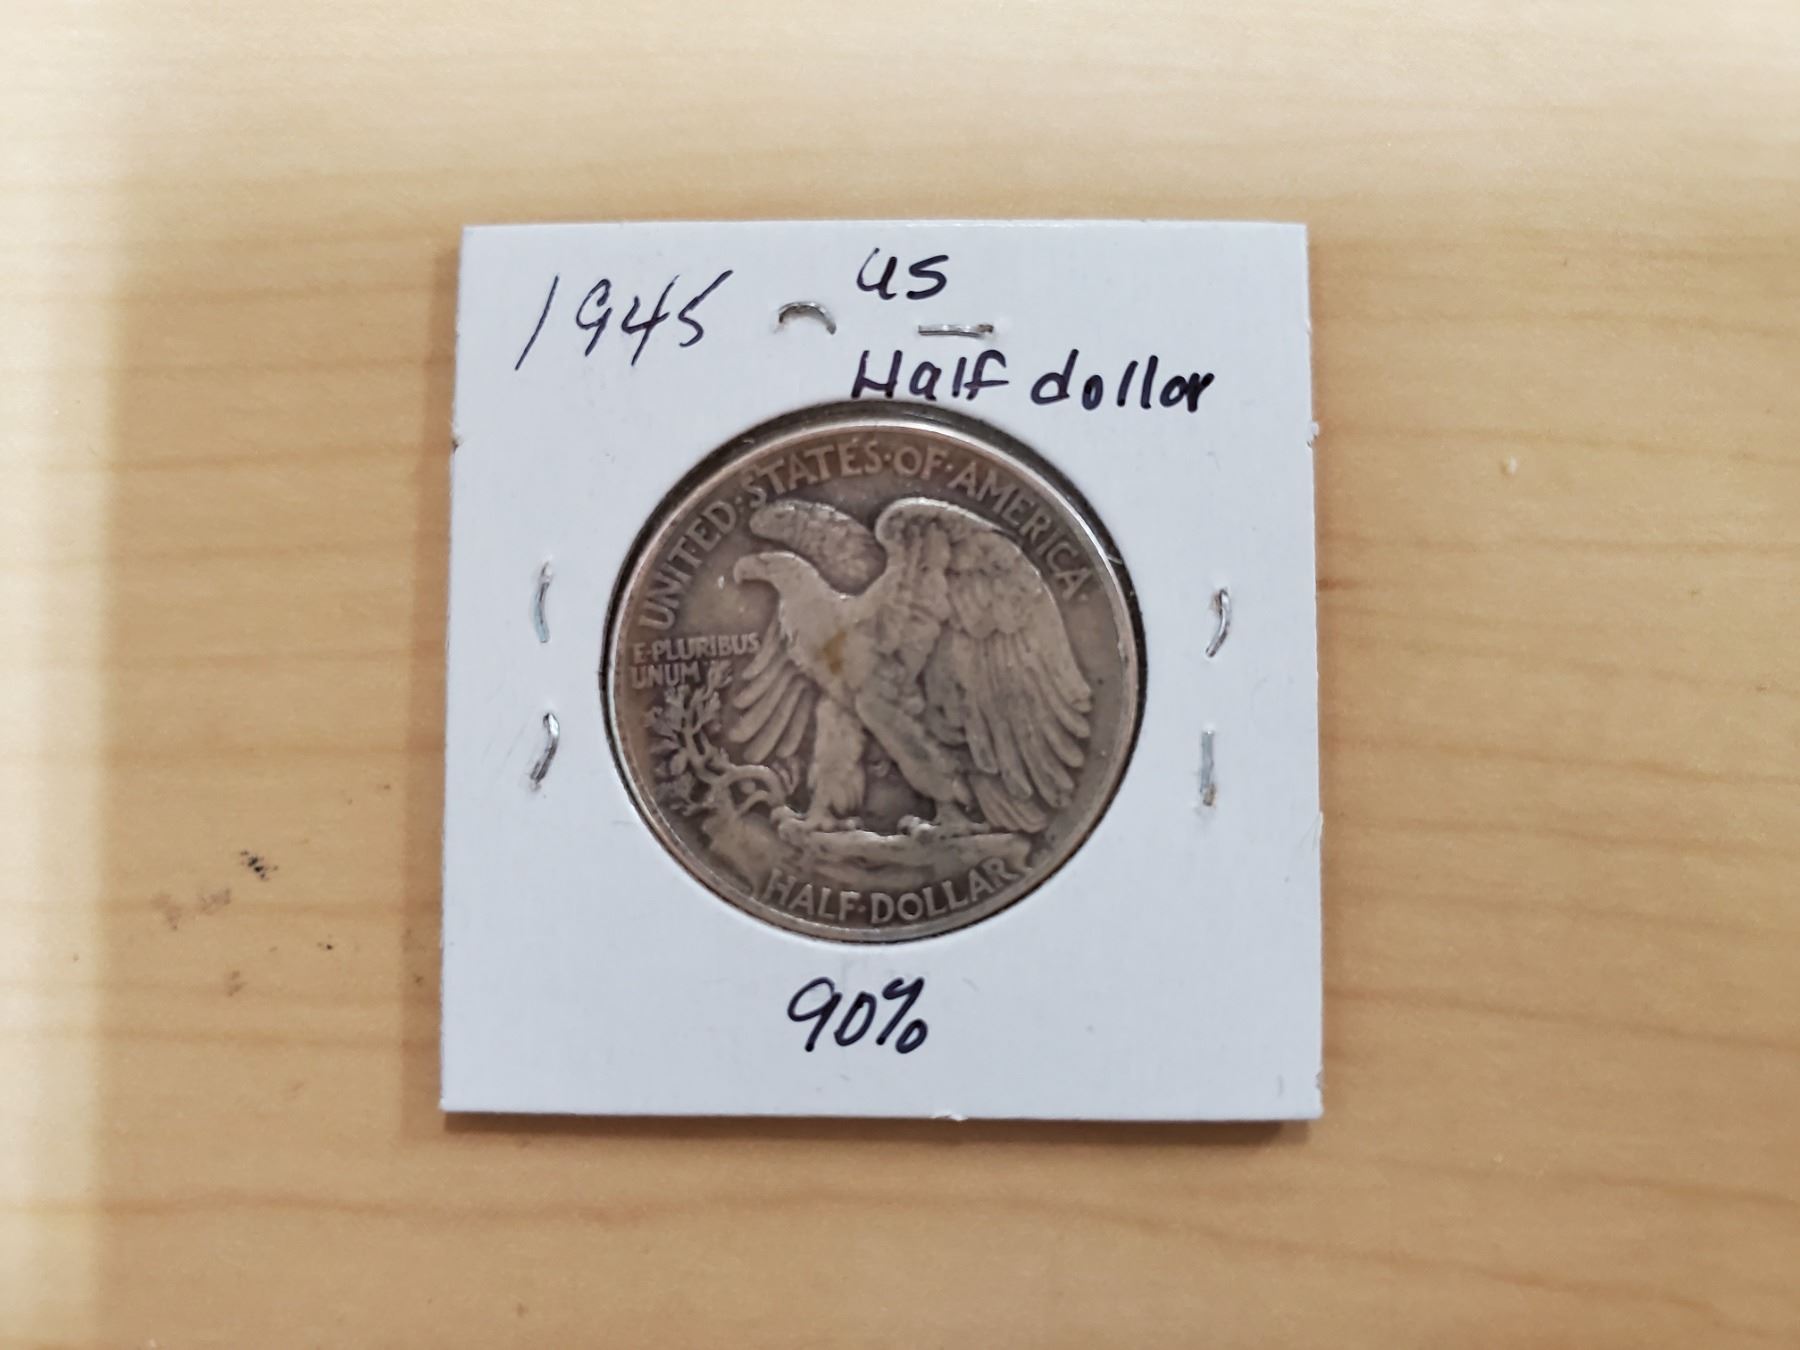 1945
US
Half dollar
UNITED·STATES·OF·AMERICA·
E·PLURIBUS
UNUM
HALF·DOLLAR
90%